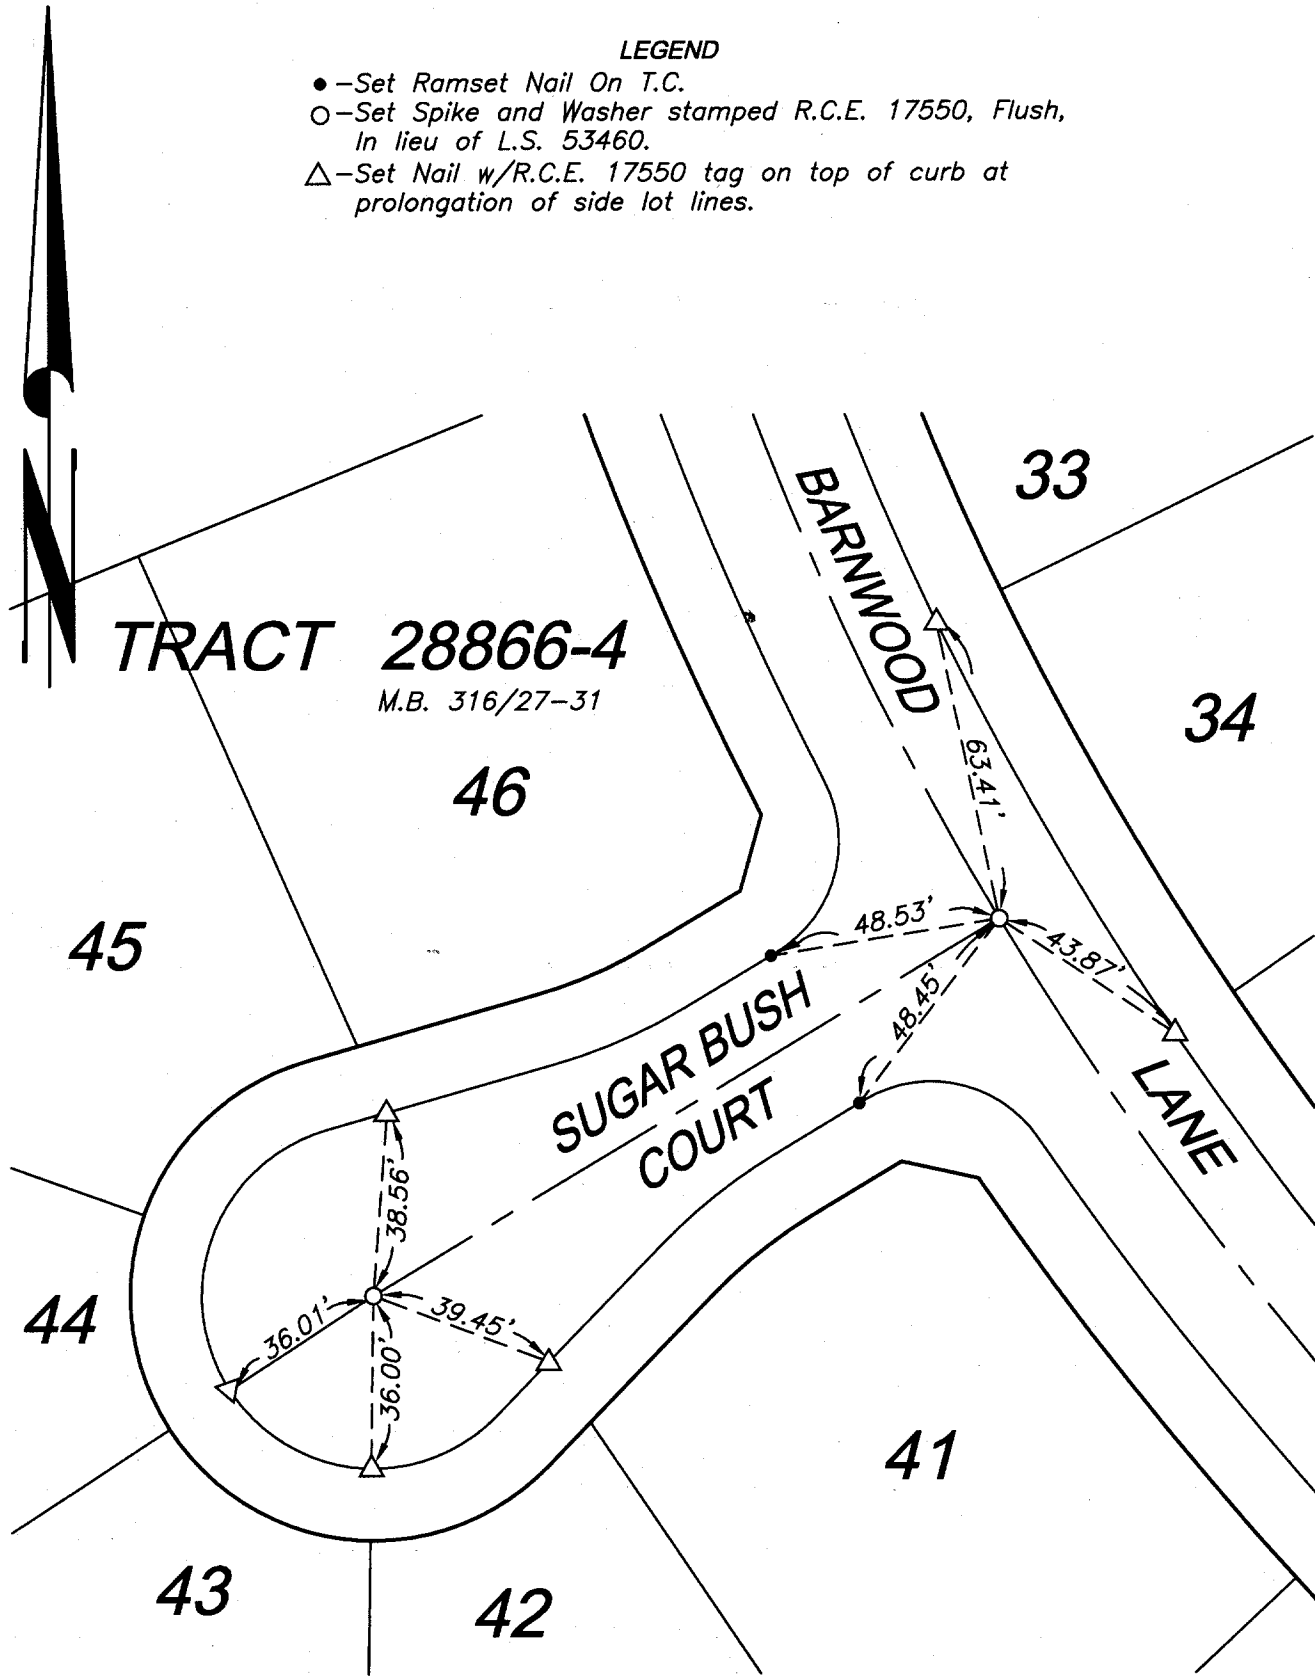 LEGEND
-Set Ramset Nail On T.C.
-Set Spike and Washer stamped R.C.E. 17550, Flush,
In lieu of L.S. 53460.
-Set Nail w/R.C.E. 17550 tag on top of curb at
prolongation of side lot lines.
N
33
BARNWOOD
TRACT 28866-4
M.B. 316/27-31
34
63.41'
46
45
48.53'
43.87'
48.45'
SUGAR BUSH
COURT
LANE
38.56'
44
36.01'
39.45'
36.00'
41
43
42